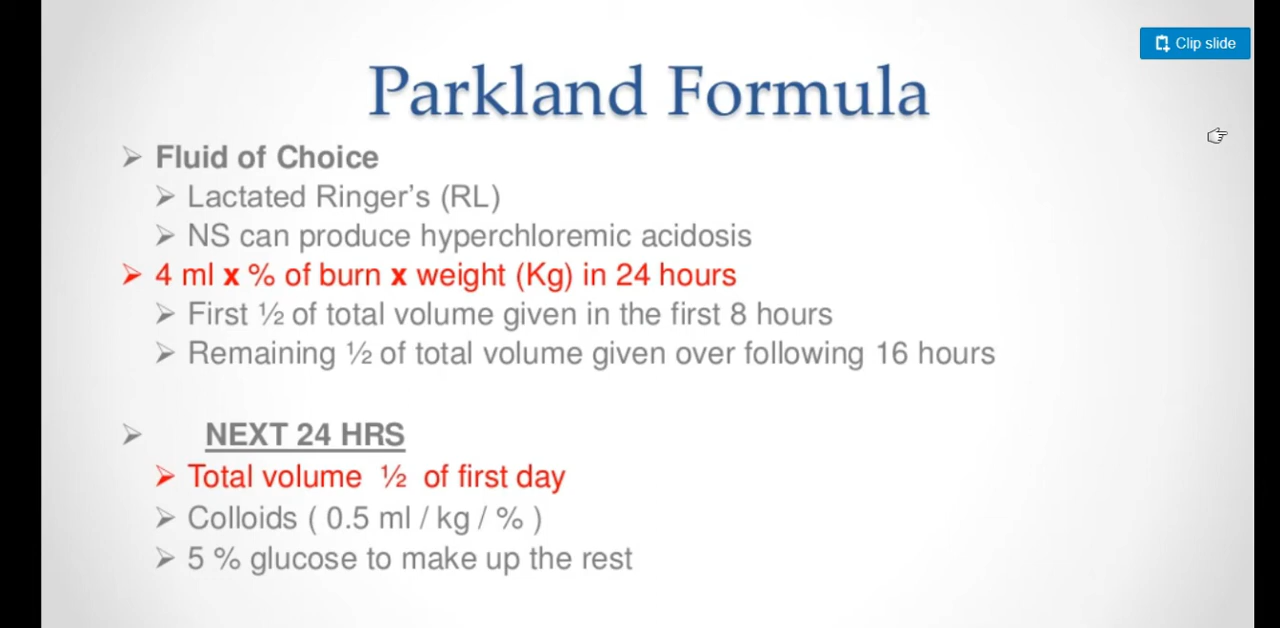 Clip slide
Parkland Formula
➢ Fluid of Choice
➢ Lactated Ringer’s (RL)
➢ NS can produce hyperchloremic acidosis
➢ 4 ml x % of burn x weight (Kg) in 24 hours
➢ First ½ of total volume given in the first 8 hours
➢ Remaining ½ of total volume given over following 16 hours
➢ NEXT 24 HRS
➢ Total volume ½ of first day
➢ Colloids ( 0.5 ml / kg / % )
➢ 5 % glucose to make up the rest